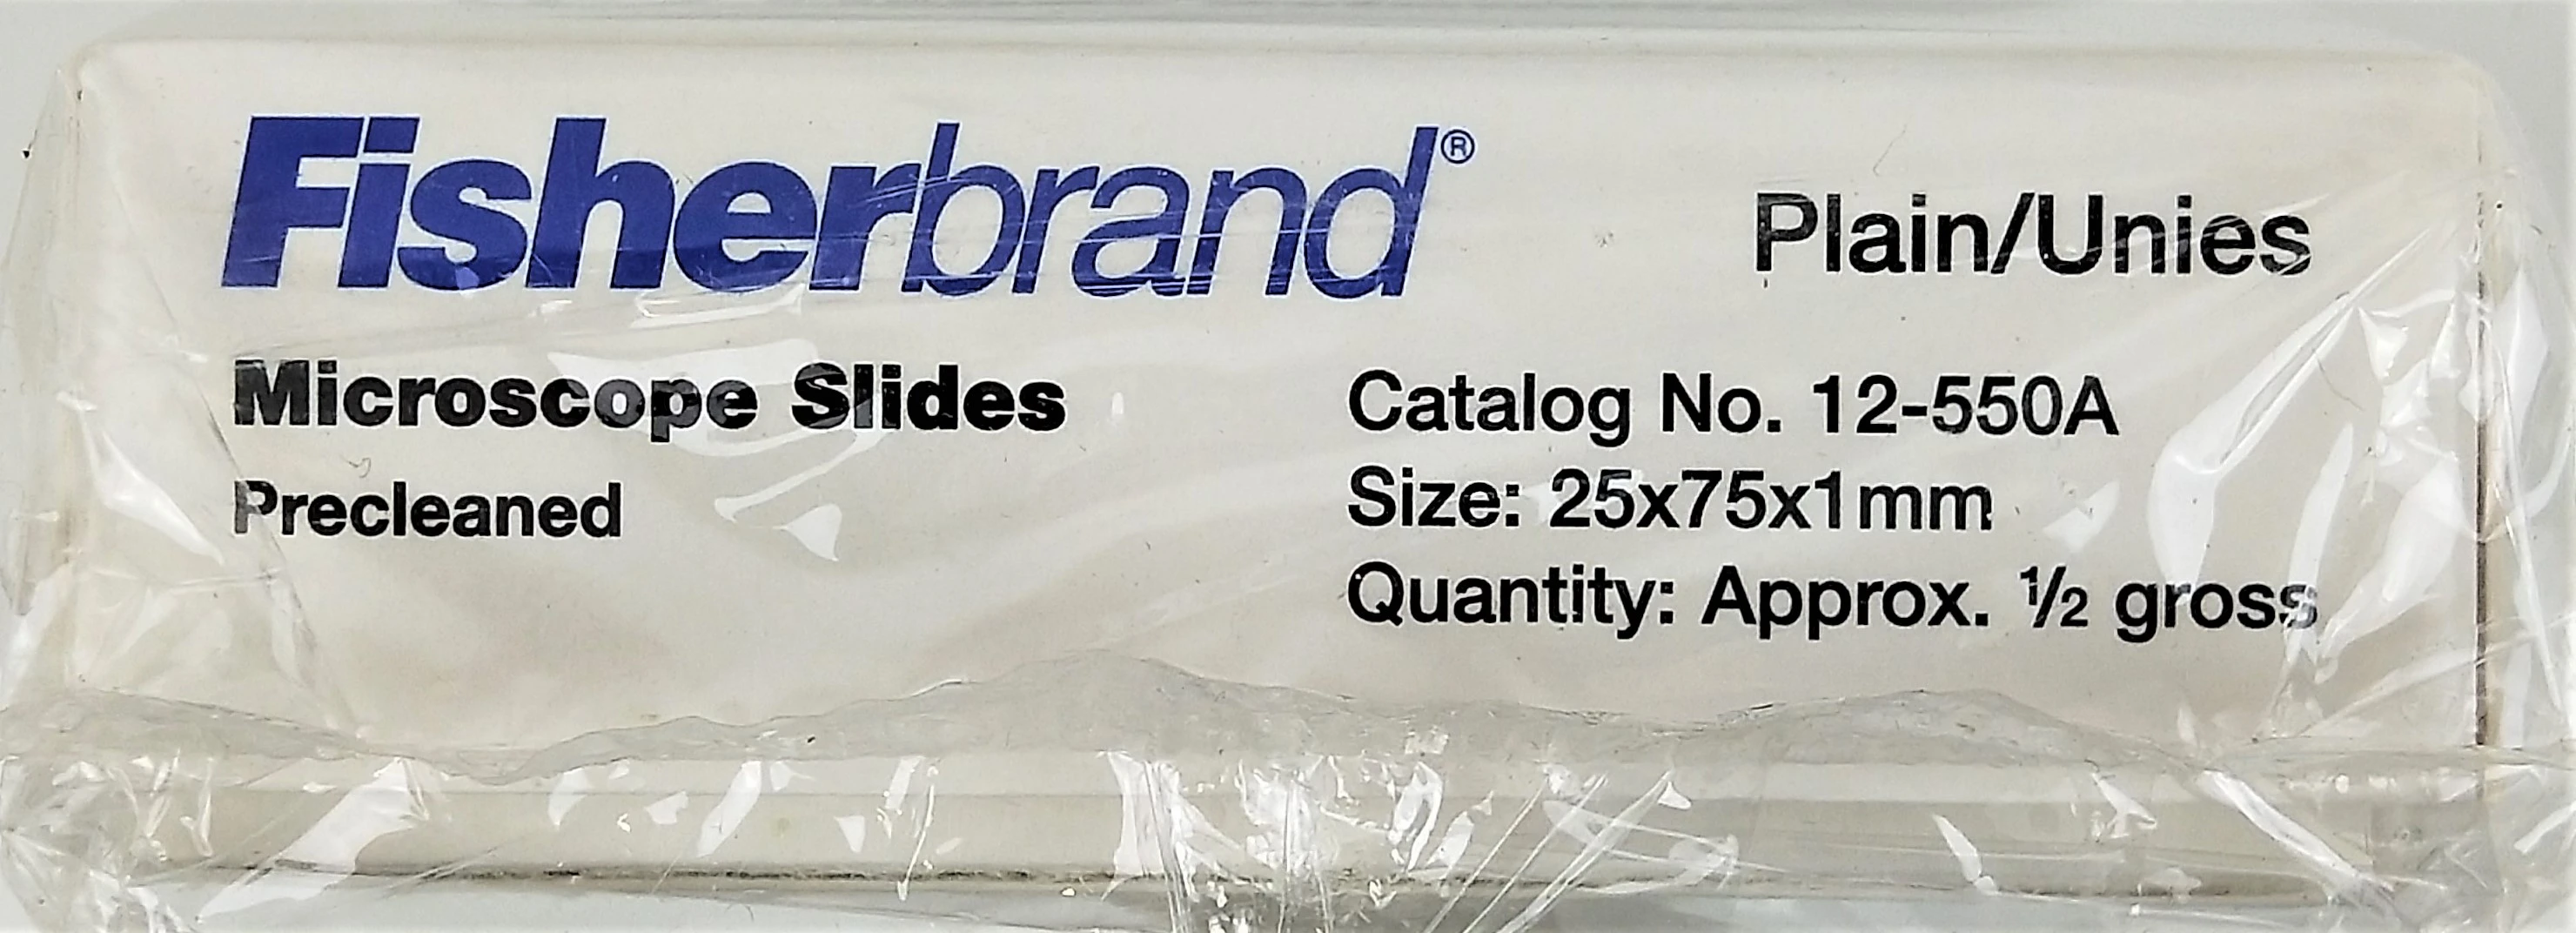 Fisherbrand®
Plain/Unies
Microscope Slides
Precleaned
Catalog No. 12-550A
Size: 25x75x1mm
Quantity: Approx. ½ gross